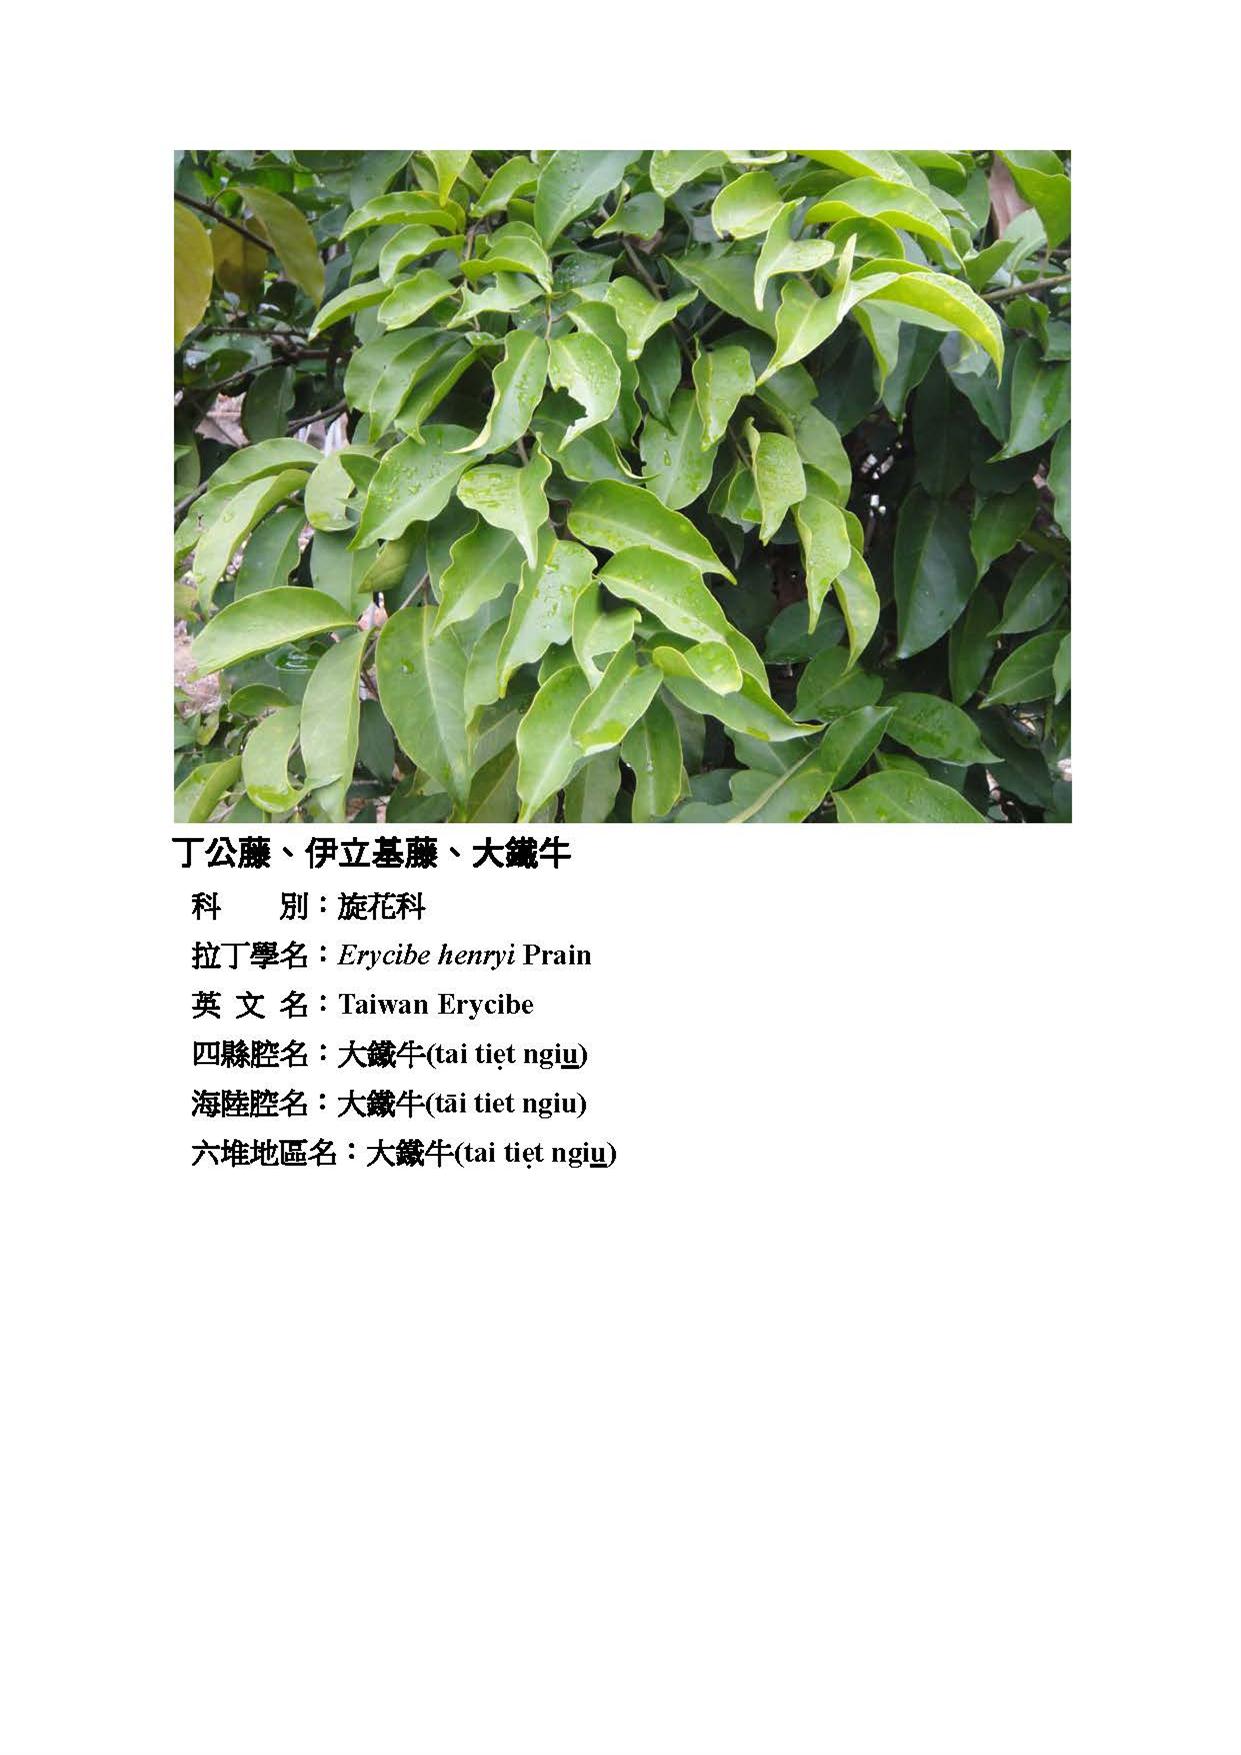 丁公藤、伊立基藤、大鐵牛
科　　別：旋花科
拉丁學名：Erycibe henryi Prain
英 文 名：Taiwan Erycibe
四縣腔名：大鐵牛(tai tiẹt ngiu̲)
海陸腔名：大鐵牛(tāi tiet ngiu)
六堆地區名：大鐵牛(tai tiẹt ngiu̲)